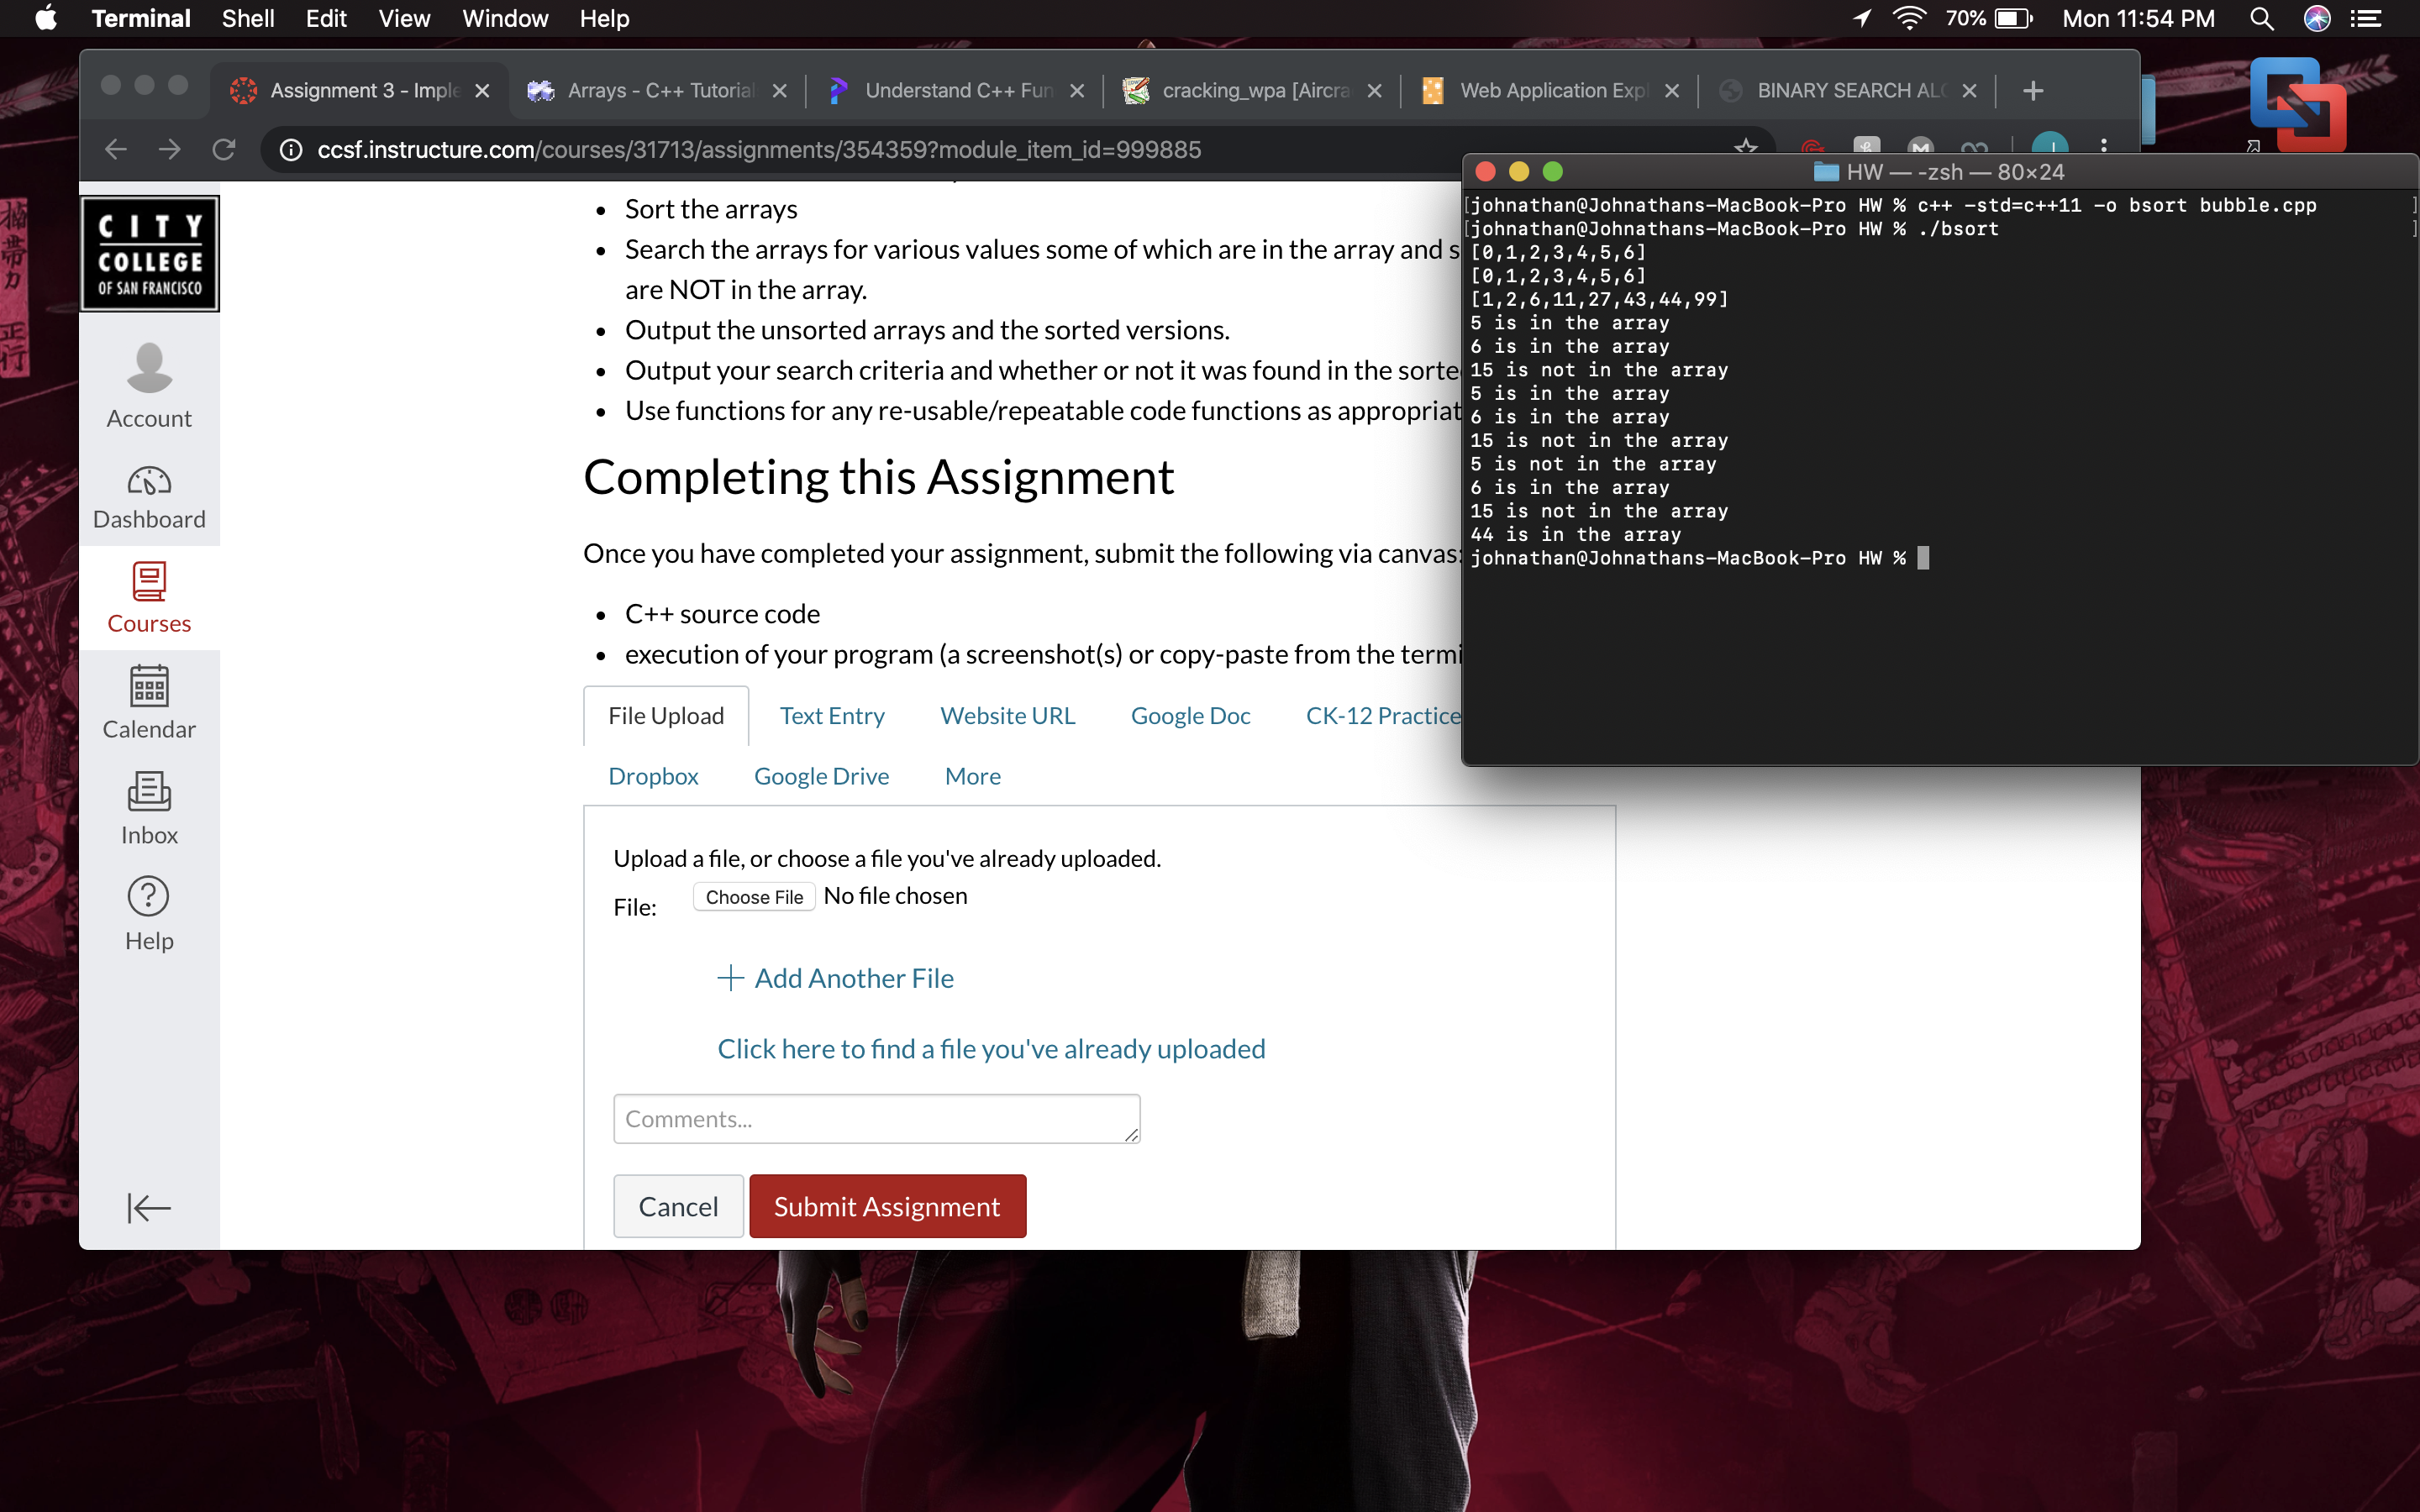 Terminal Shell Edit View Window Help 70% Mon 11:54 PM
Assignment 3 - Imple Arrays - C++ Tutorial Understand C++ Fun cracking_wpa [Aircra Web Application Expl BINARY SEARCH ALG
ccsf.instructure.com/courses/31713/assignments/354359?module_item_id=999885
CITY
COLLEGE
OF SAN FRANCISCO
Account
Dashboard
Courses
Calendar
Inbox
Help
Sort the arrays
Search the arrays for various values some of which are in the array and s
are NOT in the array.
Output the unsorted arrays and the sorted versions.
Output your search criteria and whether or not it was found in the sorte
Use functions for any re-usable/repeatable code functions as appropriat
Completing this Assignment
Once you have completed your assignment, submit the following via canvas:
C++ source code
execution of your program (a screenshot(s) or copy-paste from the termi
File Upload Text Entry Website URL Google Doc CK-12 Practice
Dropbox Google Drive More
Upload a file, or choose a file you've already uploaded.
File: Choose File No file chosen
Add Another File
Click here to find a file you've already uploaded
Comments...
Cancel Submit Assignment
HW — -zsh — 80×24
[johnathan@Johnathans-MacBook-Pro HW % c++ -std=c++11 -o bsort bubble.cpp ]
[johnathan@Johnathans-MacBook-Pro HW % ./bsort ]
[0,1,2,3,4,5,6]
[0,1,2,3,4,5,6]
[1,2,6,11,27,43,44,99]
5 is in the array
6 is in the array
15 is not in the array
5 is in the array
6 is in the array
15 is not in the array
5 is not in the array
6 is in the array
15 is not in the array
44 is in the array
johnathan@Johnathans-MacBook-Pro HW %